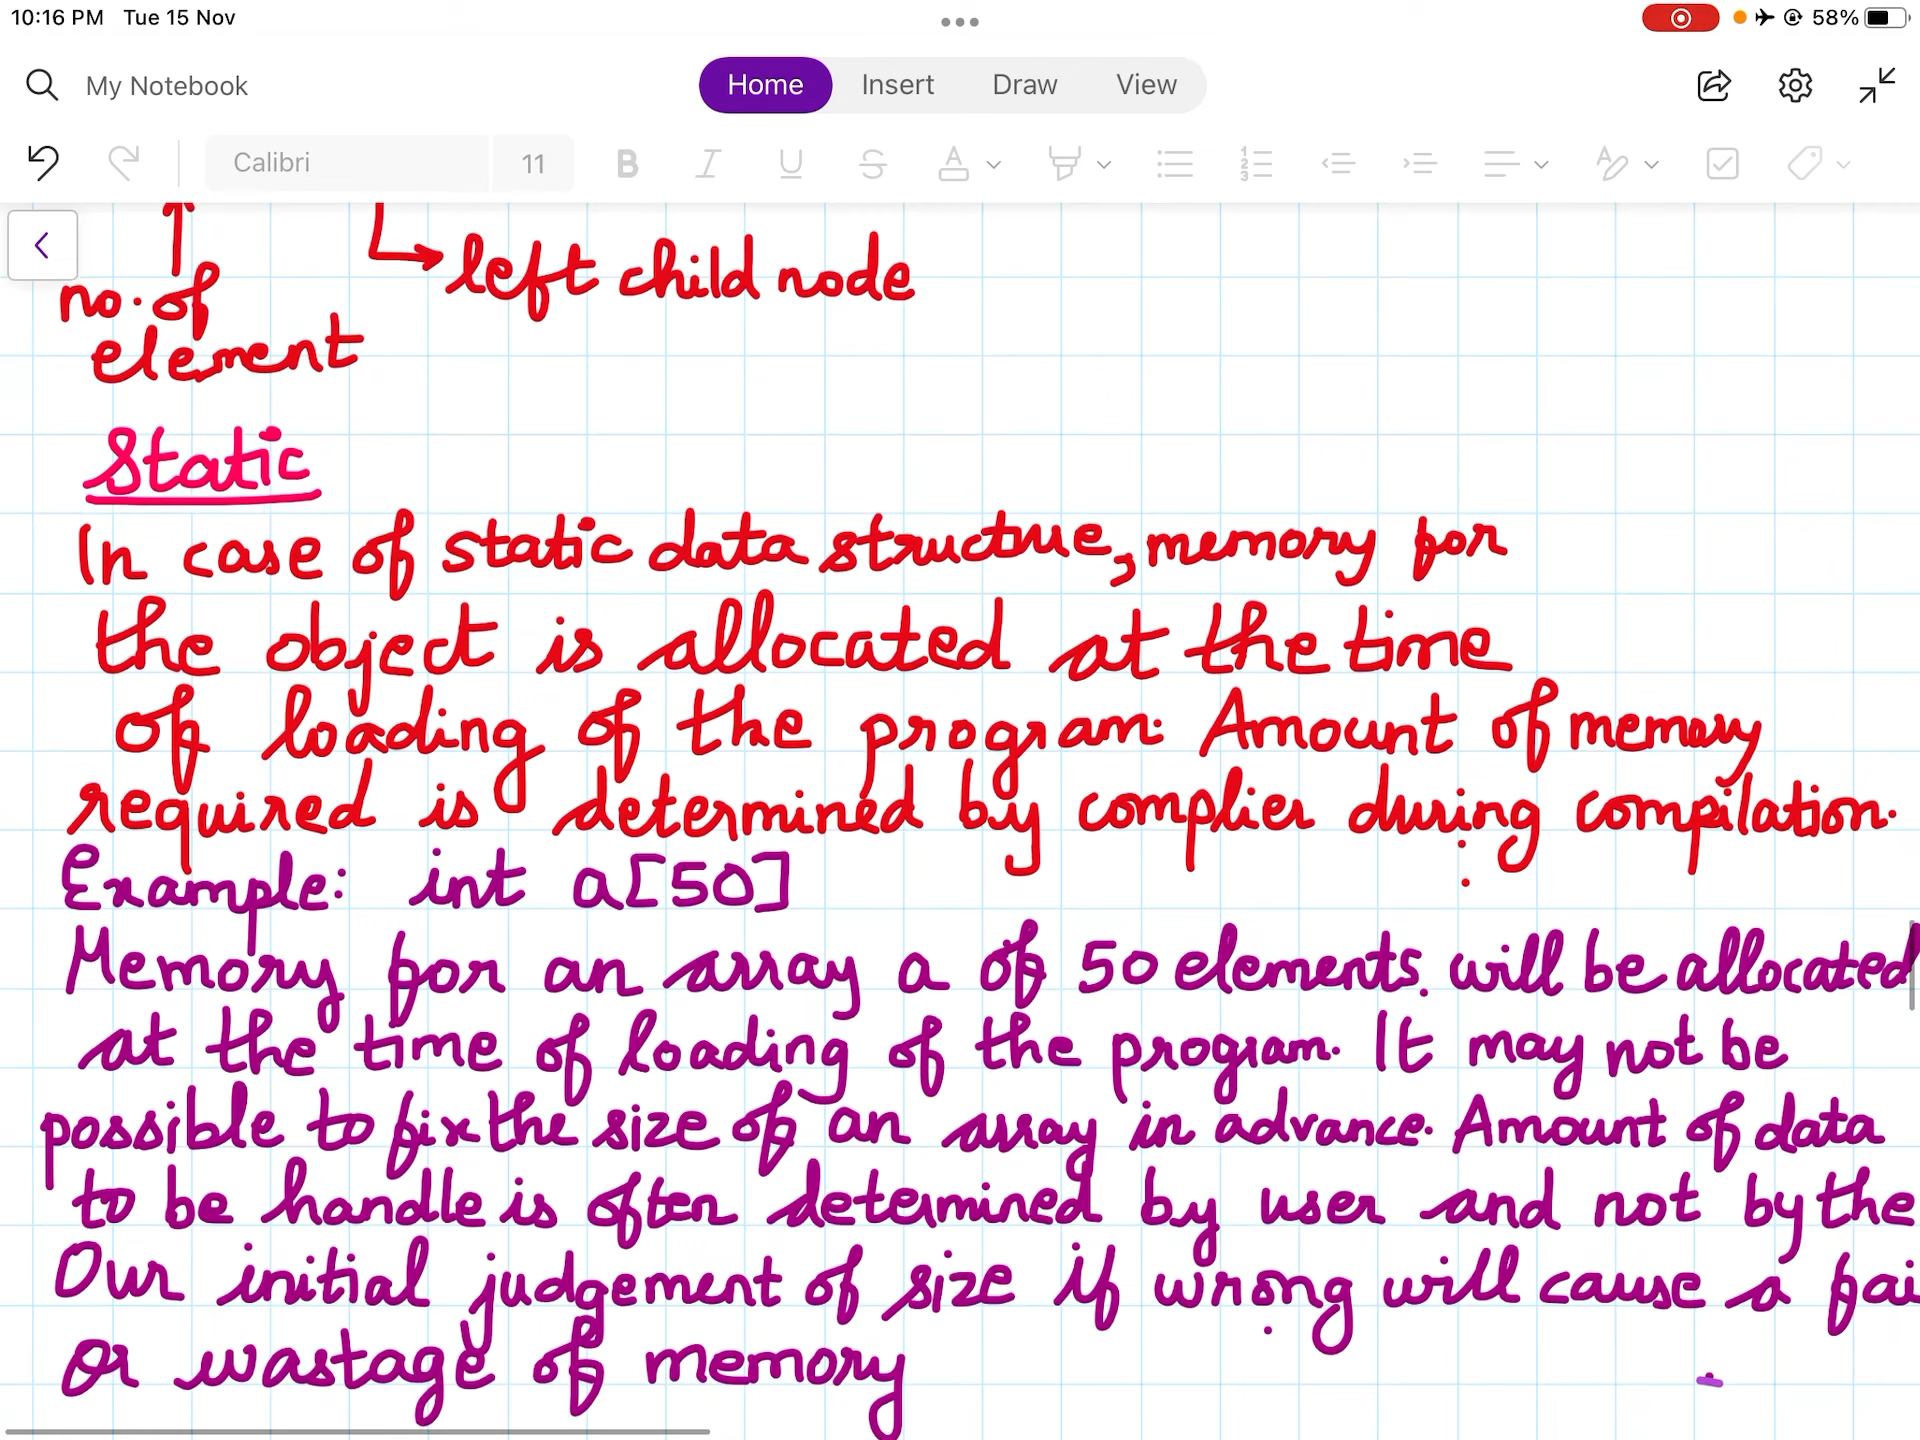 10:16 PM Tue 15 Nov
58%
My Notebook
Home Insert Draw View
Calibri 11
left child node
no. of
element
Static
In case of static data structue, memory for
the object is allocated at the time
of loading of the program. Amount of memory
required is determined by complier during compilation.
Example: int a[50]
Memory for an array a of 50 elements. will be allocated
at the time of loading of the program. It may not be
possible to fix the size of an array in advance. Amount of data
to be handle is often determined by user and not by the
Our initial judgement of size if wrong will cause a fai
or wastage of memory